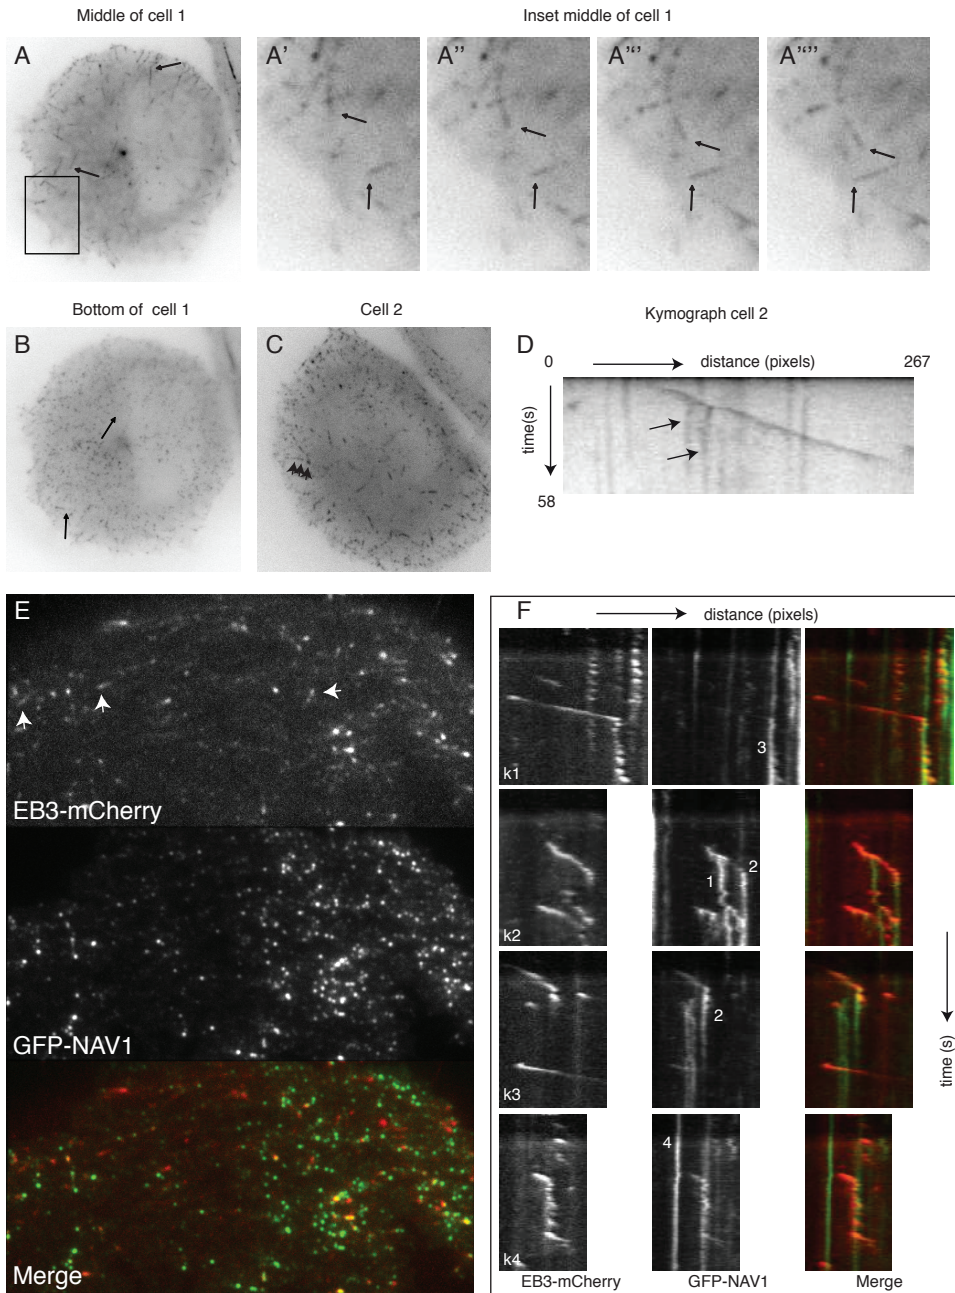 Middle of cell 1
Inset middle of cell 1
A
A'
A''
A"'
A""
Bottom of cell 1
Cell 2
Kymograph cell 2
B
C
D
0
distance (pixels)
267
time(s)
58
E
EB3-mCherry
GFP-NAV1
Merge
F
distance (pixels)
3
k1
1
2
k2
2
k3
4
k4
time (s)
EB3-mCherry
GFP-NAV1
Merge